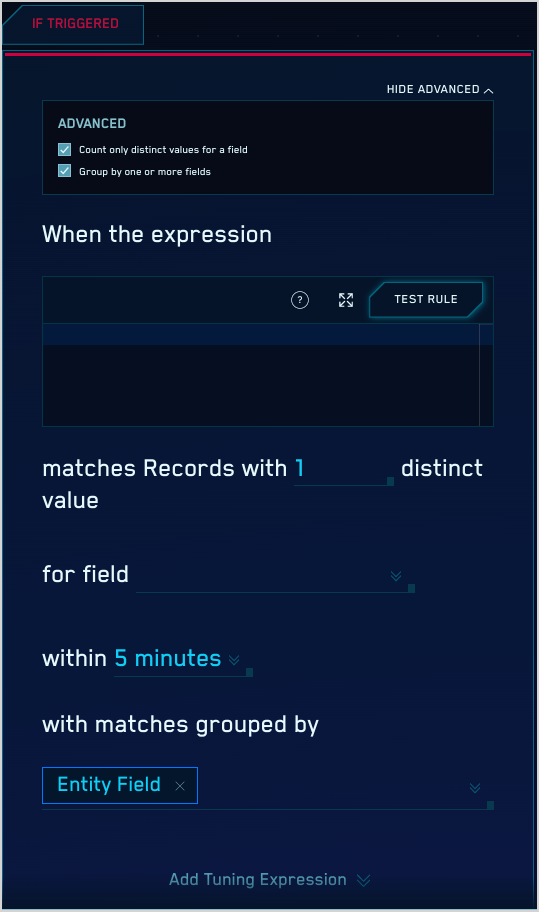 IF TRIGGERED
HIDE ADVANCED
ADVANCED
Count only distinct values for a field
Group by one or more fields
When the expression
?
TEST RULE
matches Records with 1 distinct
value
for field
within 5 minutes
with matches grouped by
Entity Field
Add Tuning Expression